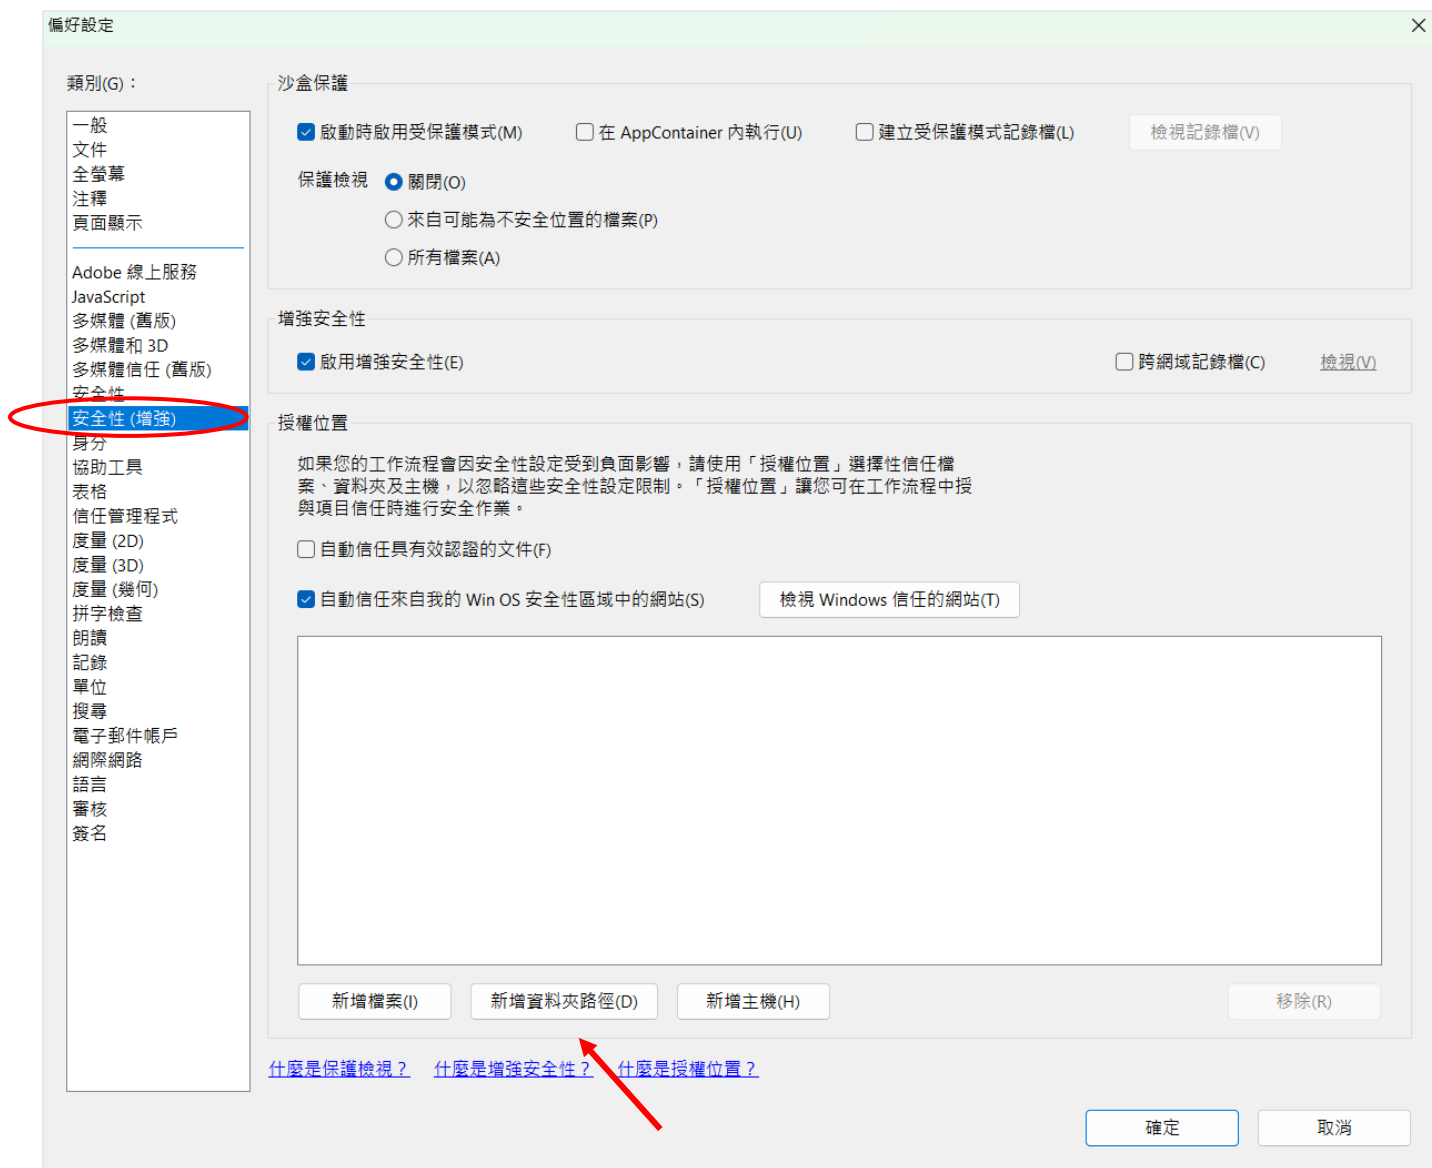 偏好設定
類別(G)：
一般
文件
全螢幕
注釋
頁面顯示
Adobe 線上服務
JavaScript
多媒體 (舊版)
多媒體和 3D
多媒體信任 (舊版)
安全性
安全性 (增強)
身分
協助工具
表格
信任管理程式
度量 (2D)
度量 (3D)
度量 (幾何)
拼字檢查
朗讀
記錄
單位
搜尋
電子郵件帳戶
網際網路
語言
審核
簽名
沙盒保護
啟動時啟用受保護模式(M) 在 AppContainer 內執行(U) 建立受保護模式記錄檔(L) 檢視記錄檔(V)
保護檢視 關閉(O)
來自可能為不安全位置的檔案(P)
所有檔案(A)
增強安全性
啟用增強安全性(E) 跨網域記錄檔(C) 檢視(V)
授權位置
如果您的工作流程會因安全性設定受到負面影響，請使用「授權位置」選擇性信任檔
案、資料夾及主機，以忽略這些安全性設定限制。「授權位置」讓您可在工作流程中授
與項目信任時進行安全作業。
自動信任具有效認證的文件(F)
自動信任來自我的 Win OS 安全性區域中的網站(S) 檢視 Windows 信任的網站(T)
新增檔案(I) 新增資料夾路徑(D) 新增主機(H) 移除(R)
什麼是保護檢視？ 什麼是增強安全性？ 什麼是授權位置？
確定 取消